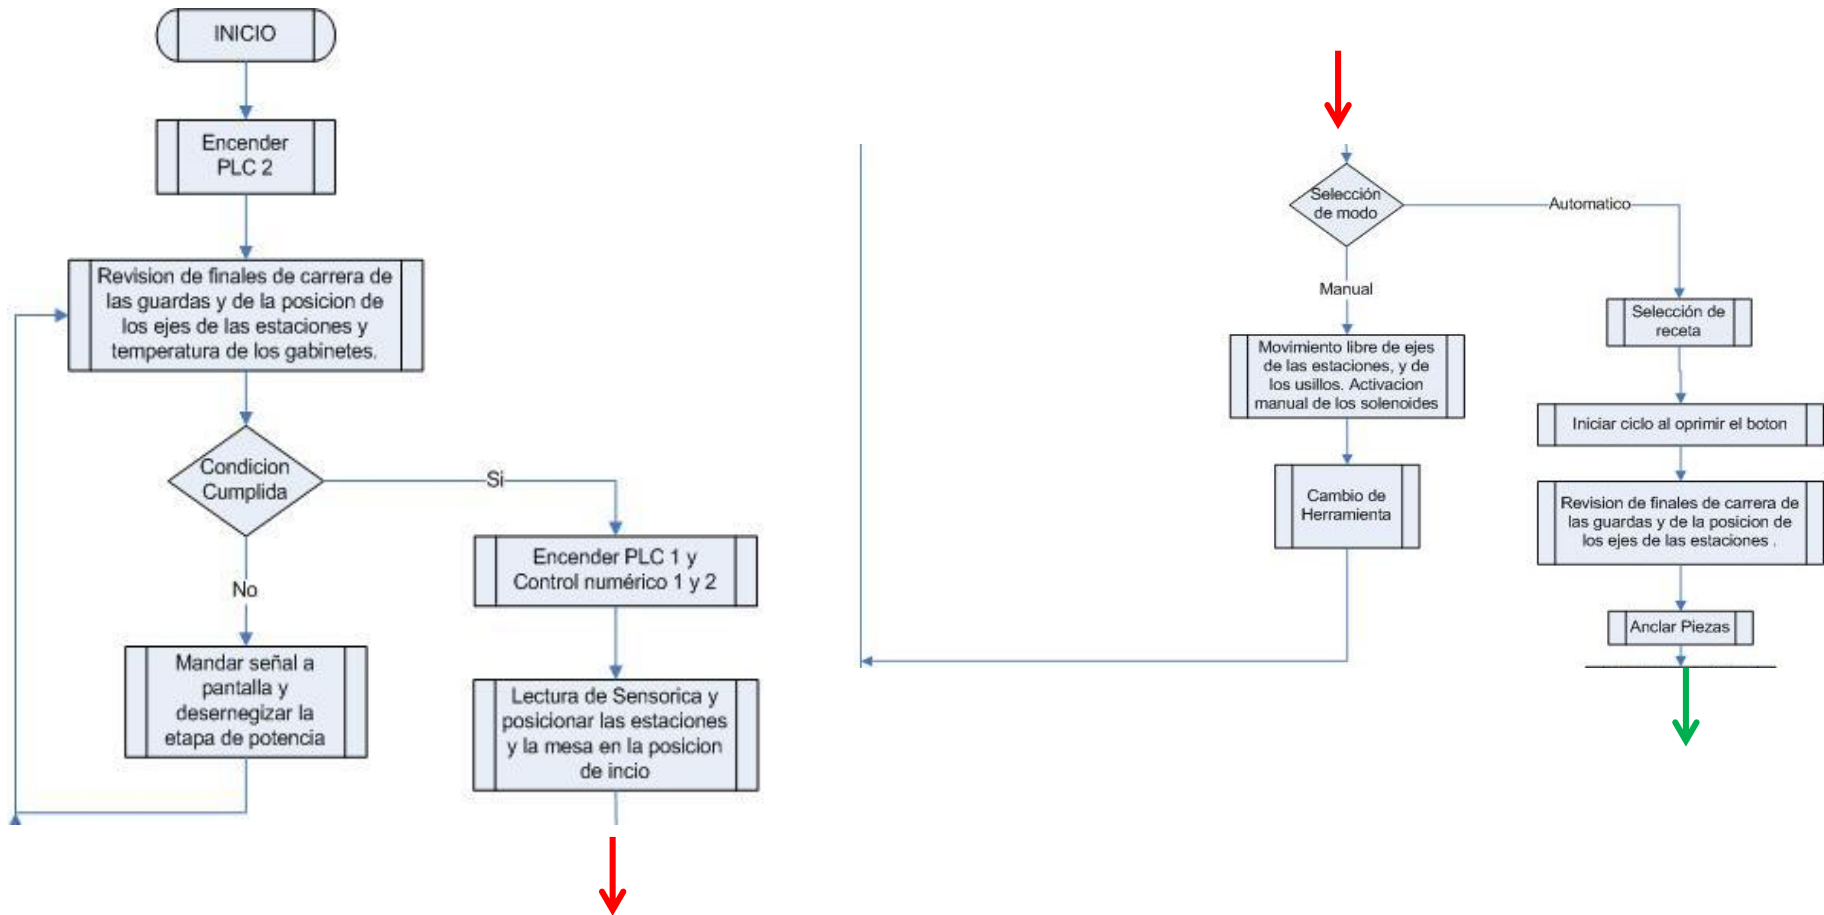 INICIO
Encender
PLC 2
Revision de finales de carrera de
las guardas y de la posicion de
los ejes de las estaciones y
temperatura de los gabinetes.
Condicion
Cumplida
Si
No
Mandar señal a
pantalla y
desernegizar la
etapa de potencia
Encender PLC 1 y
Control numérico 1 y 2
Lectura de Sensorica y
posicionar las estaciones
y la mesa en la posicion
de incio
Selección
de modo
Automatico
Manual
Movimiento libre de ejes
de las estaciones, y de
los usillos. Activacion
manual de los solenoides
Cambio de
Herramienta
Selección de
receta
Iniciar ciclo al oprimir el boton
Revision de finales de carrera de
las guardas y de la posicion de
los ejes de las estaciones .
Anclar Piezas